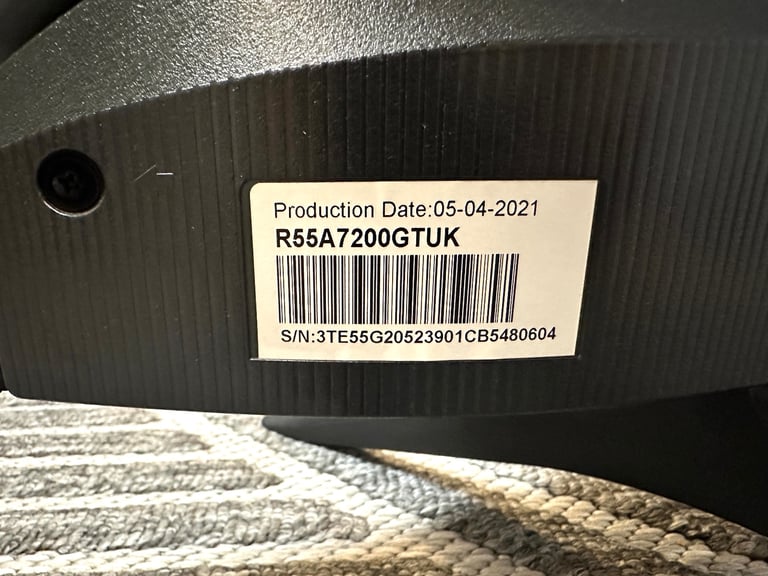 Production Date:05-04-2021
R55A7200GTUK
S/N:3TE55G20523901CB5480604